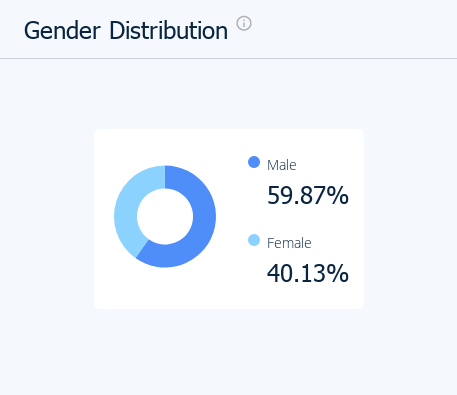 Gender Distribution
Male
59.87%
Female
40.13%